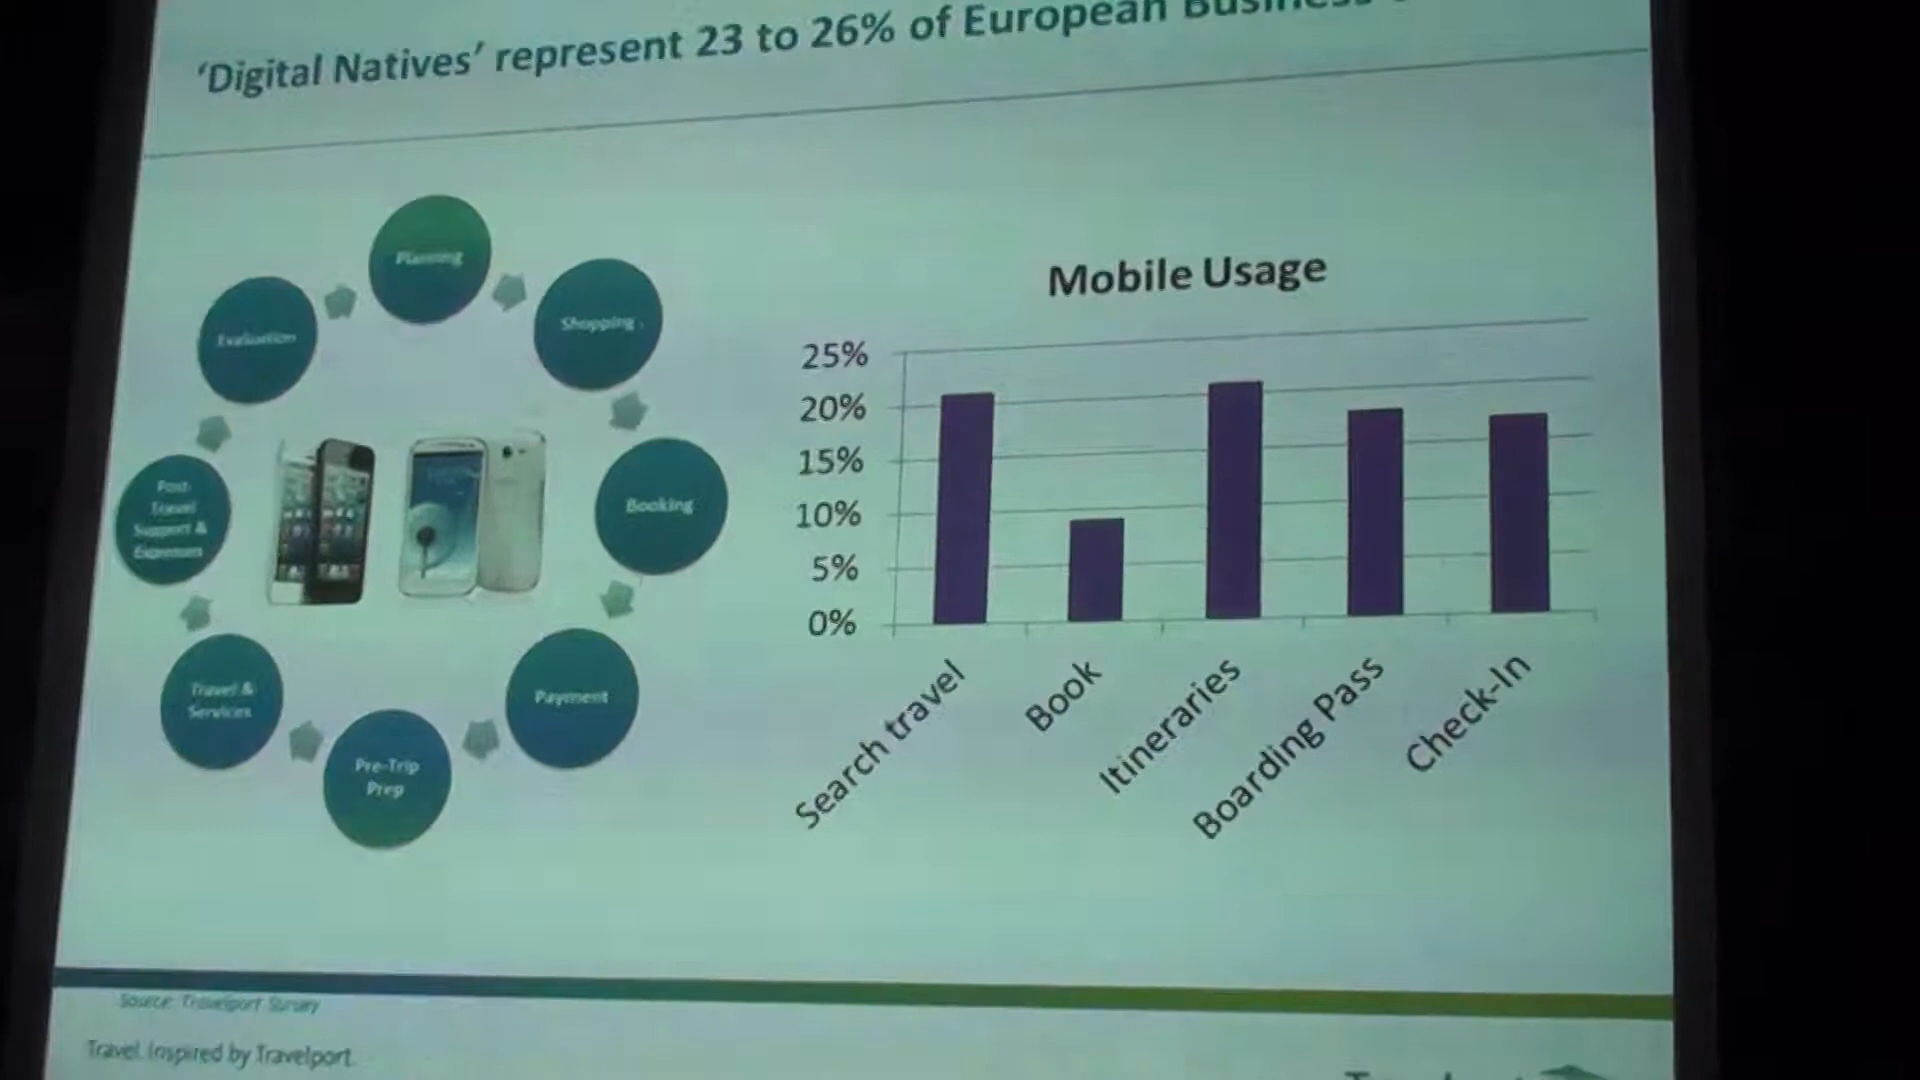 ‘Digital Natives’ represent 23 to 26% of European Business
Planning
Shopping
Evaluation
Booking
Post-
Travel
Support &
Expenses
Payment
Travel &
Services
Pre-Trip
Prep
Mobile Usage
25%
20%
15%
10%
5%
0%
Search travel
Book
Itineraries
Boarding Pass
Check-In
Source: Travelport Survey
Travel. Inspired by Travelport.